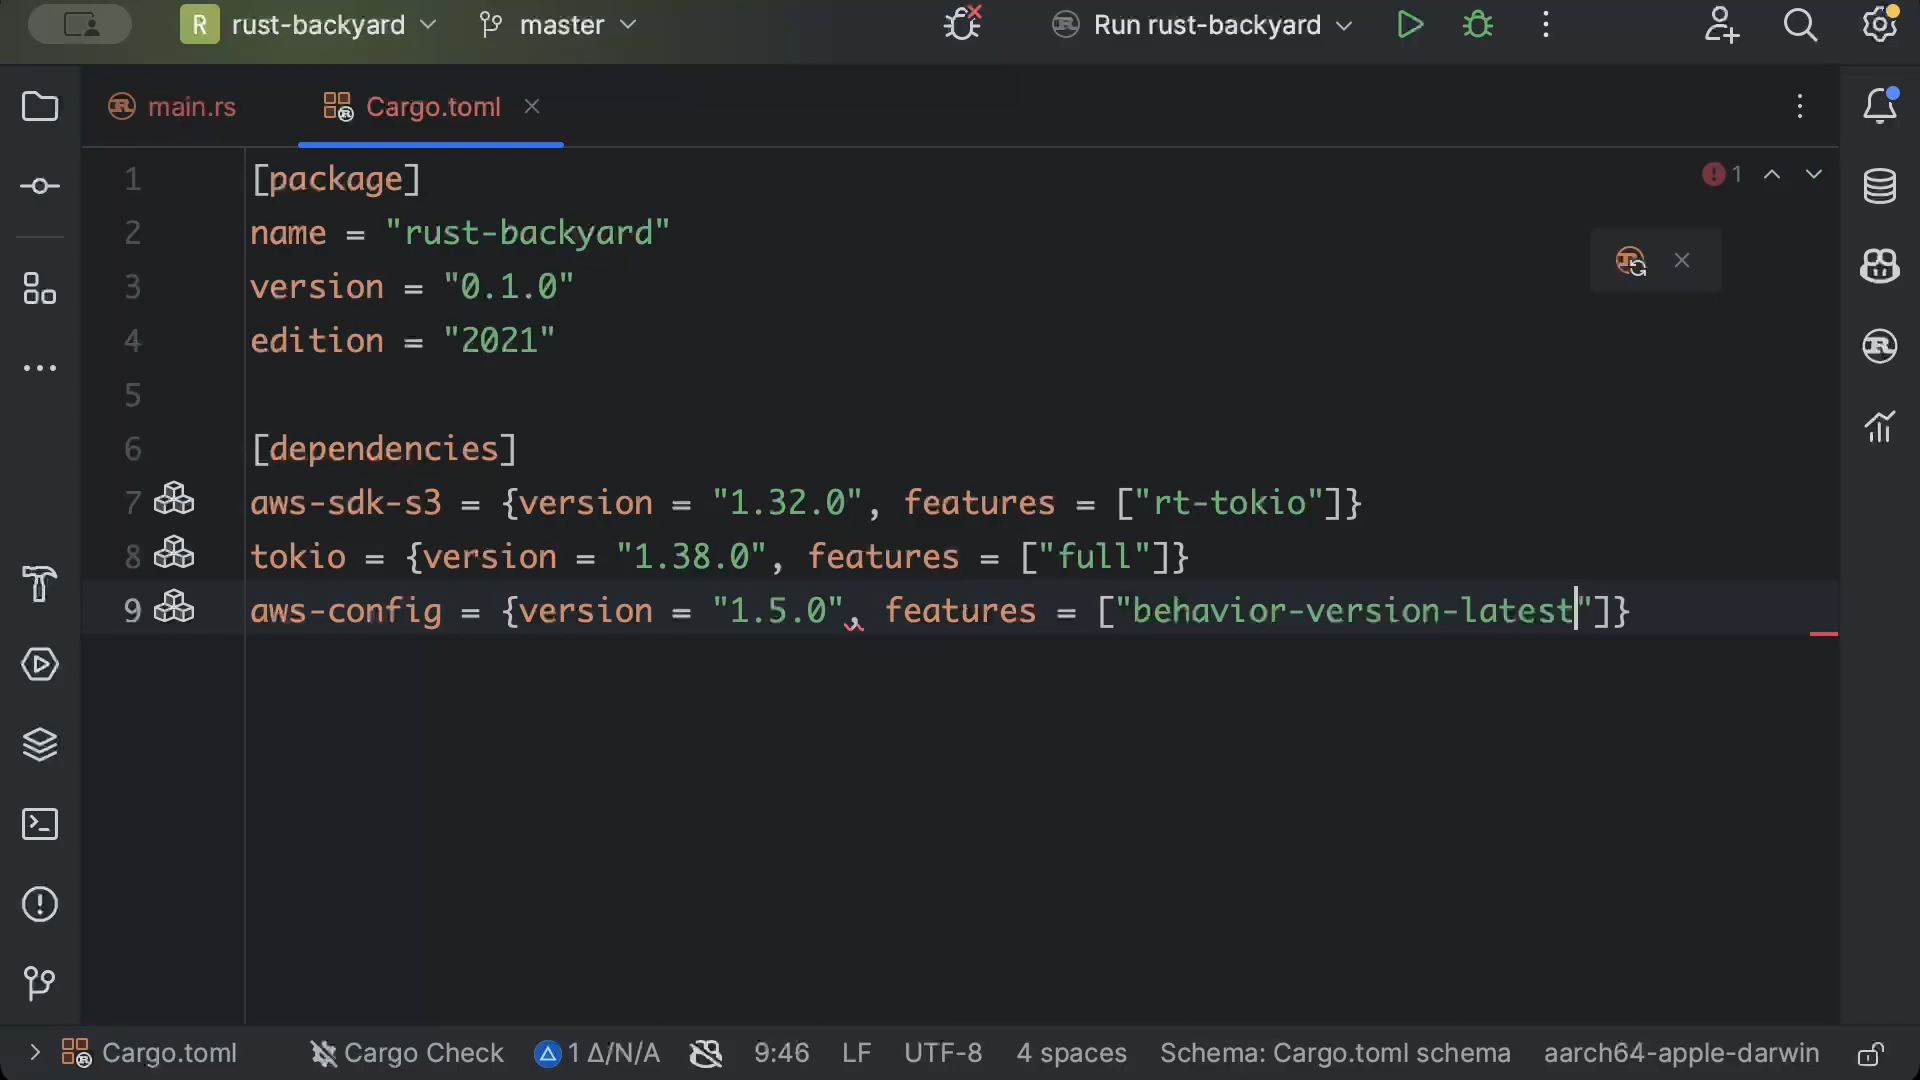 R rust-backyard master Run rust-backyard
main.rs Cargo.toml
1 [package]
2 name = "rust-backyard"
3 version = "0.1.0"
4 edition = "2021"
5
6 [dependencies]
7 aws-sdk-s3 = {version = "1.32.0", features = ["rt-tokio"]}
8 tokio = {version = "1.38.0", features = ["full"]}
9 aws-config = {version = "1.5.0", features = ["behavior-version-latest"]}
1
Cargo.toml Cargo Check 1 Δ/N/A 9:46 LF UTF-8 4 spaces Schema: Cargo.toml schema aarch64-apple-darwin